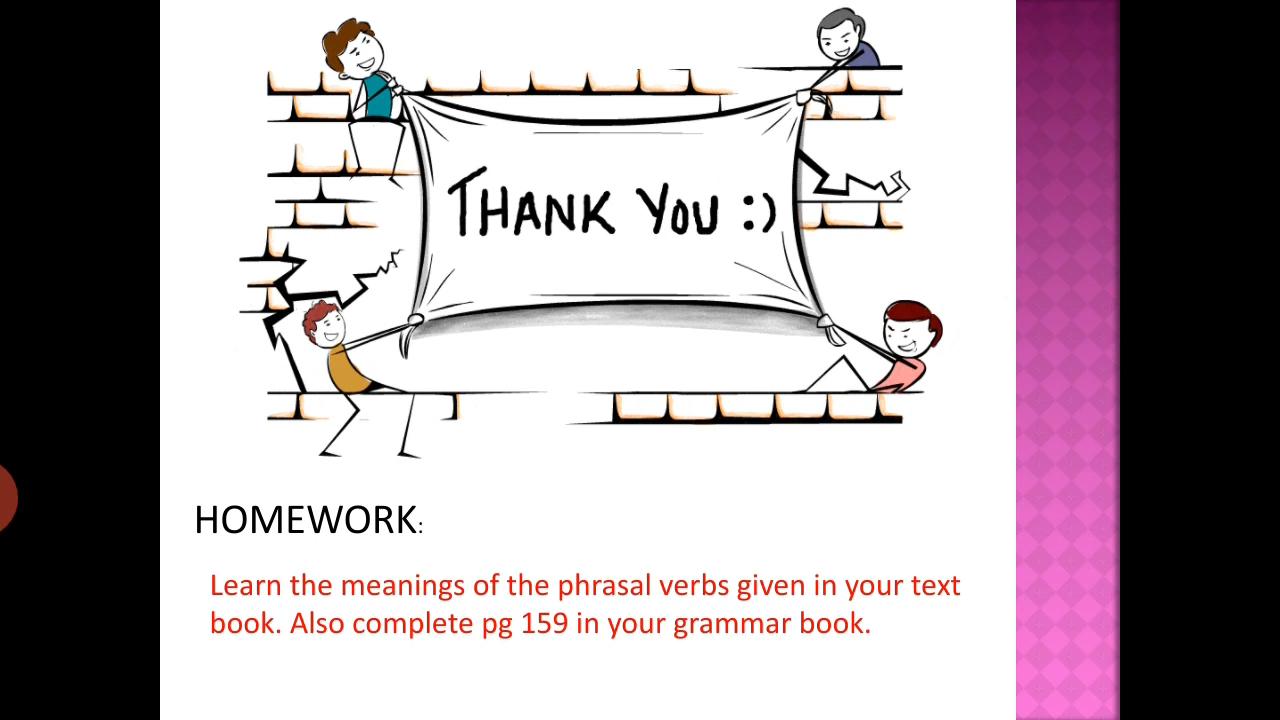 THANK YOU :)
HOMEWORK:
Learn the meanings of the phrasal verbs given in your text
book. Also complete pg 159 in your grammar book.